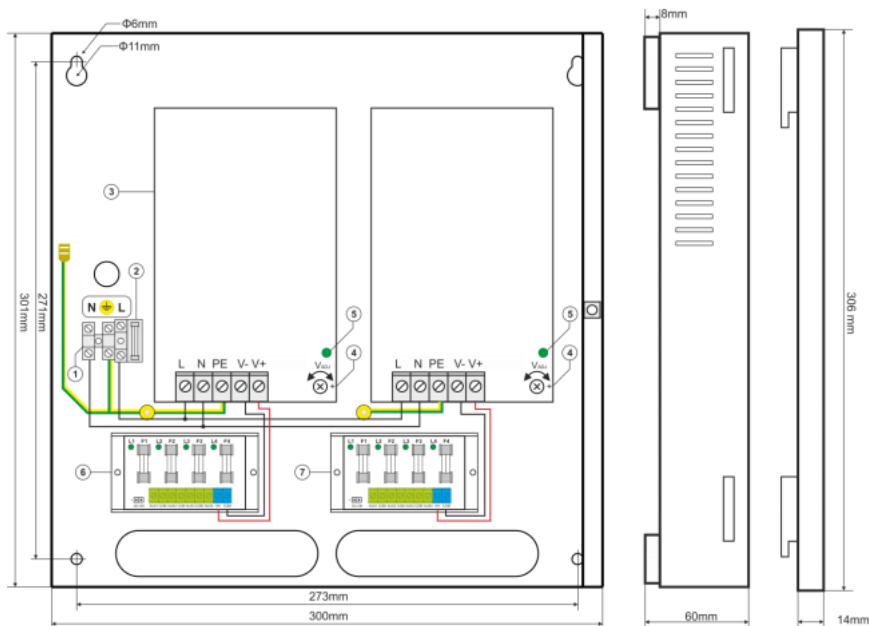 Φ6mm
Φ11mm
8mm
3
2
N L
1
301mm
271mm
306 mm
5
5
L N PE V- V+
VADJ
+
4
L N PE V- V+
VADJ
+
4
L1 F1 L2 F2 L3 F3 L4 F4
L1 F1 L2 F2 L3 F3 L4 F4
6
7
273mm
300mm
60mm
14mm